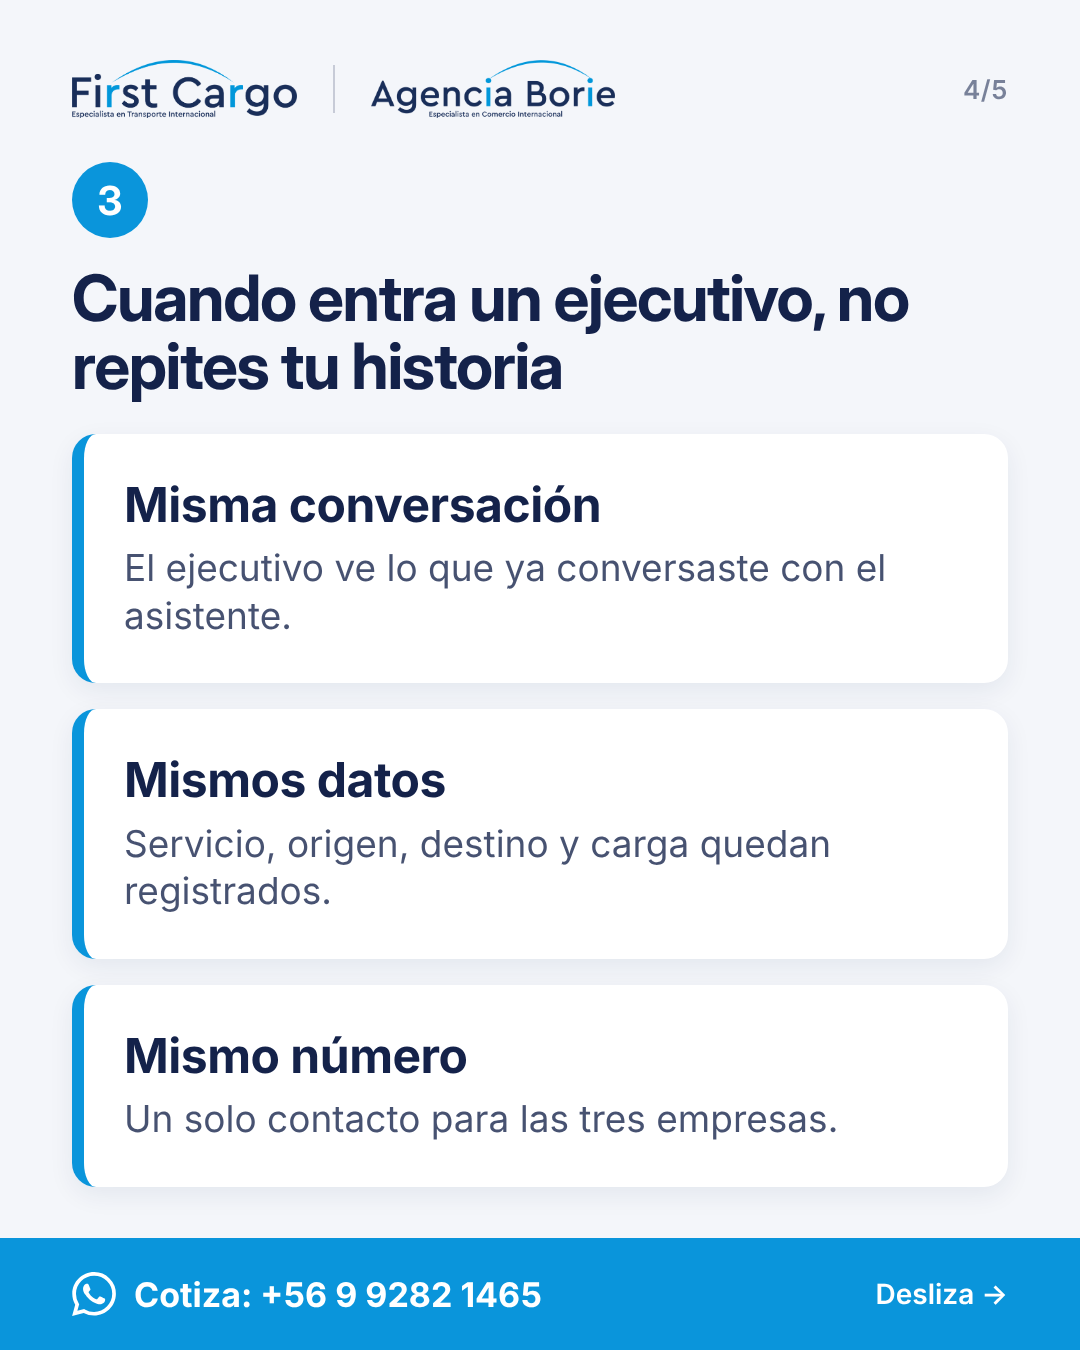 First Cargo
Especialista en Transporte Internacional
Agencia Borie
Especialista en Comercio Internacional
4/5
3
Cuando entra un ejecutivo, no
repites tu historia
Misma conversación
El ejecutivo ve lo que ya conversaste con el
asistente.
Mismos datos
Servicio, origen, destino y carga quedan
registrados.
Mismo número
Un solo contacto para las tres empresas.
Cotiza: +56 9 9282 1465
Desliza →